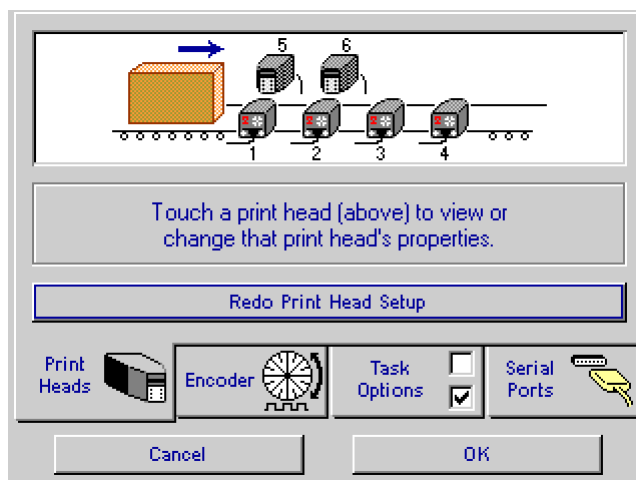 5 6
1 2 3 4
Touch a print head (above) to view or
change that print head's properties.
Redo Print Head Setup
Print
Heads
Encoder
Task
Options
Serial
Ports
Cancel
OK